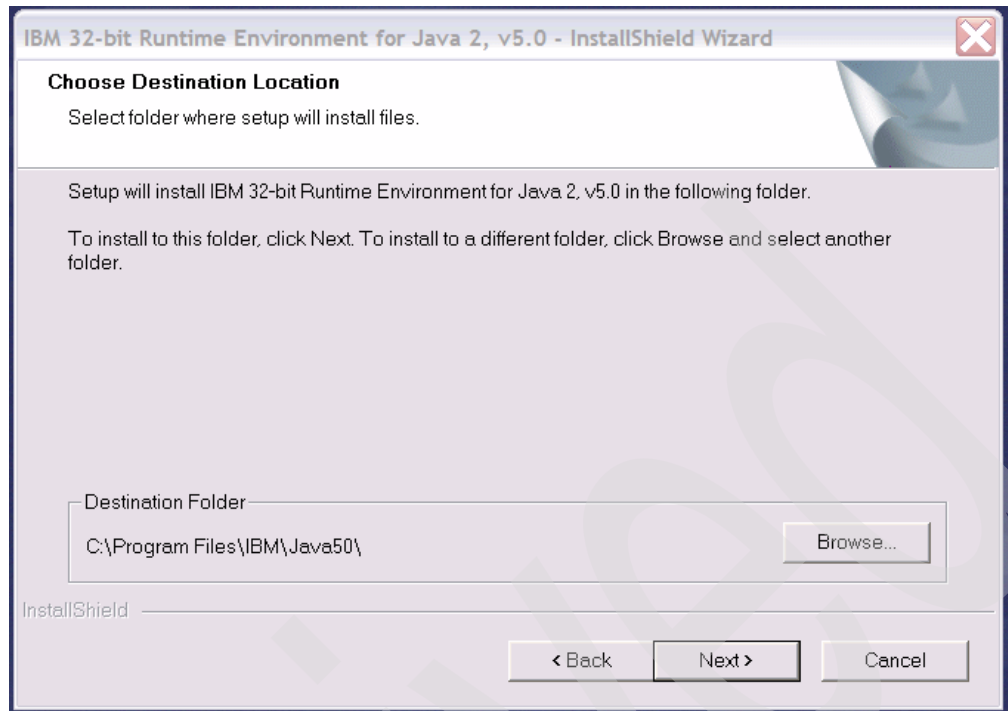 IBM 32-bit Runtime Environment for Java 2, v5.0 - InstallShield Wizard
Choose Destination Location
Select folder where setup will install files.
Setup will install IBM 32-bit Runtime Environment for Java 2, v5.0 in the following folder.
To install to this folder, click Next. To install to a different folder, click Browse and select another
folder.
Destination Folder
C:\Program Files\IBM\Java50\
Browse...
InstallShield
< Back
Next >
Cancel